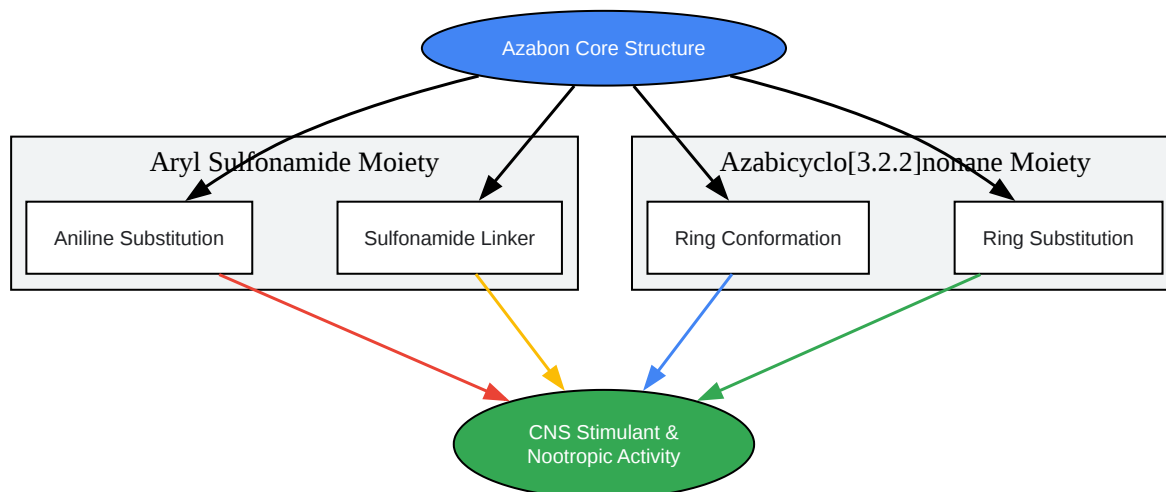 Azabon Core Structure
Aryl Sulfonamide Moiety
Azabicyclo[3.2.2]nonane Moiety
Aniline Substitution
Sulfonamide Linker
Ring Conformation
Ring Substitution
CNS Stimulant &
Nootropic Activity